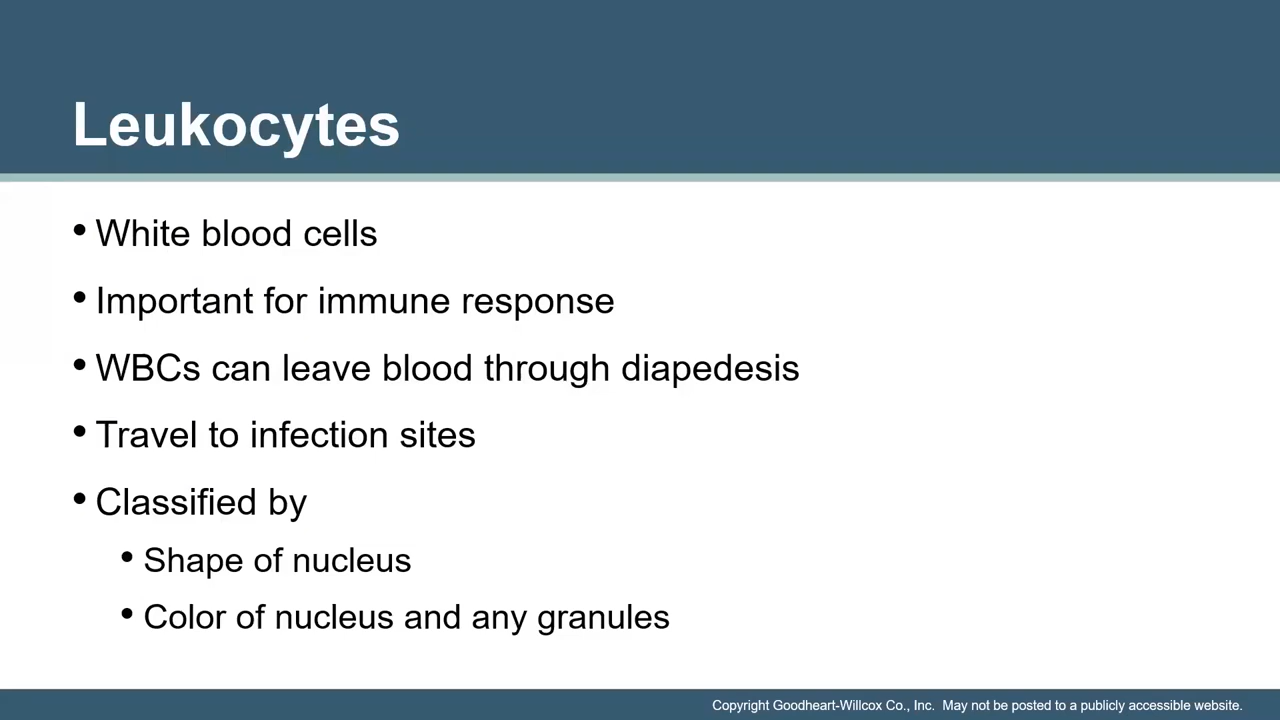 Leukocytes
• White blood cells
• Important for immune response
• WBCs can leave blood through diapedesis
• Travel to infection sites
• Classified by
• Shape of nucleus
• Color of nucleus and any granules
Copyright Goodheart-Willcox Co., Inc.  May not be posted to a publicly accessible website.